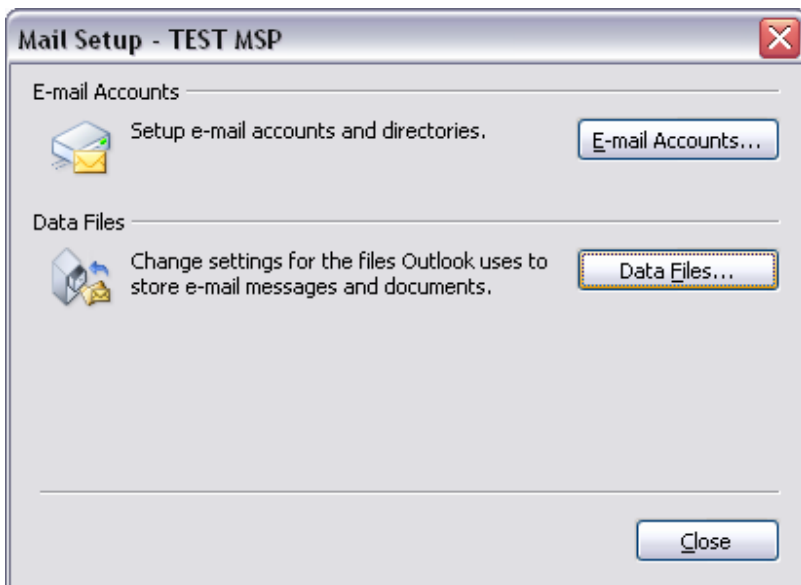 Mail Setup - TEST MSP
E-mail Accounts
Setup e-mail accounts and directories.
E-mail Accounts...
Data Files
Change settings for the files Outlook uses to
store e-mail messages and documents.
Data Files...
Close